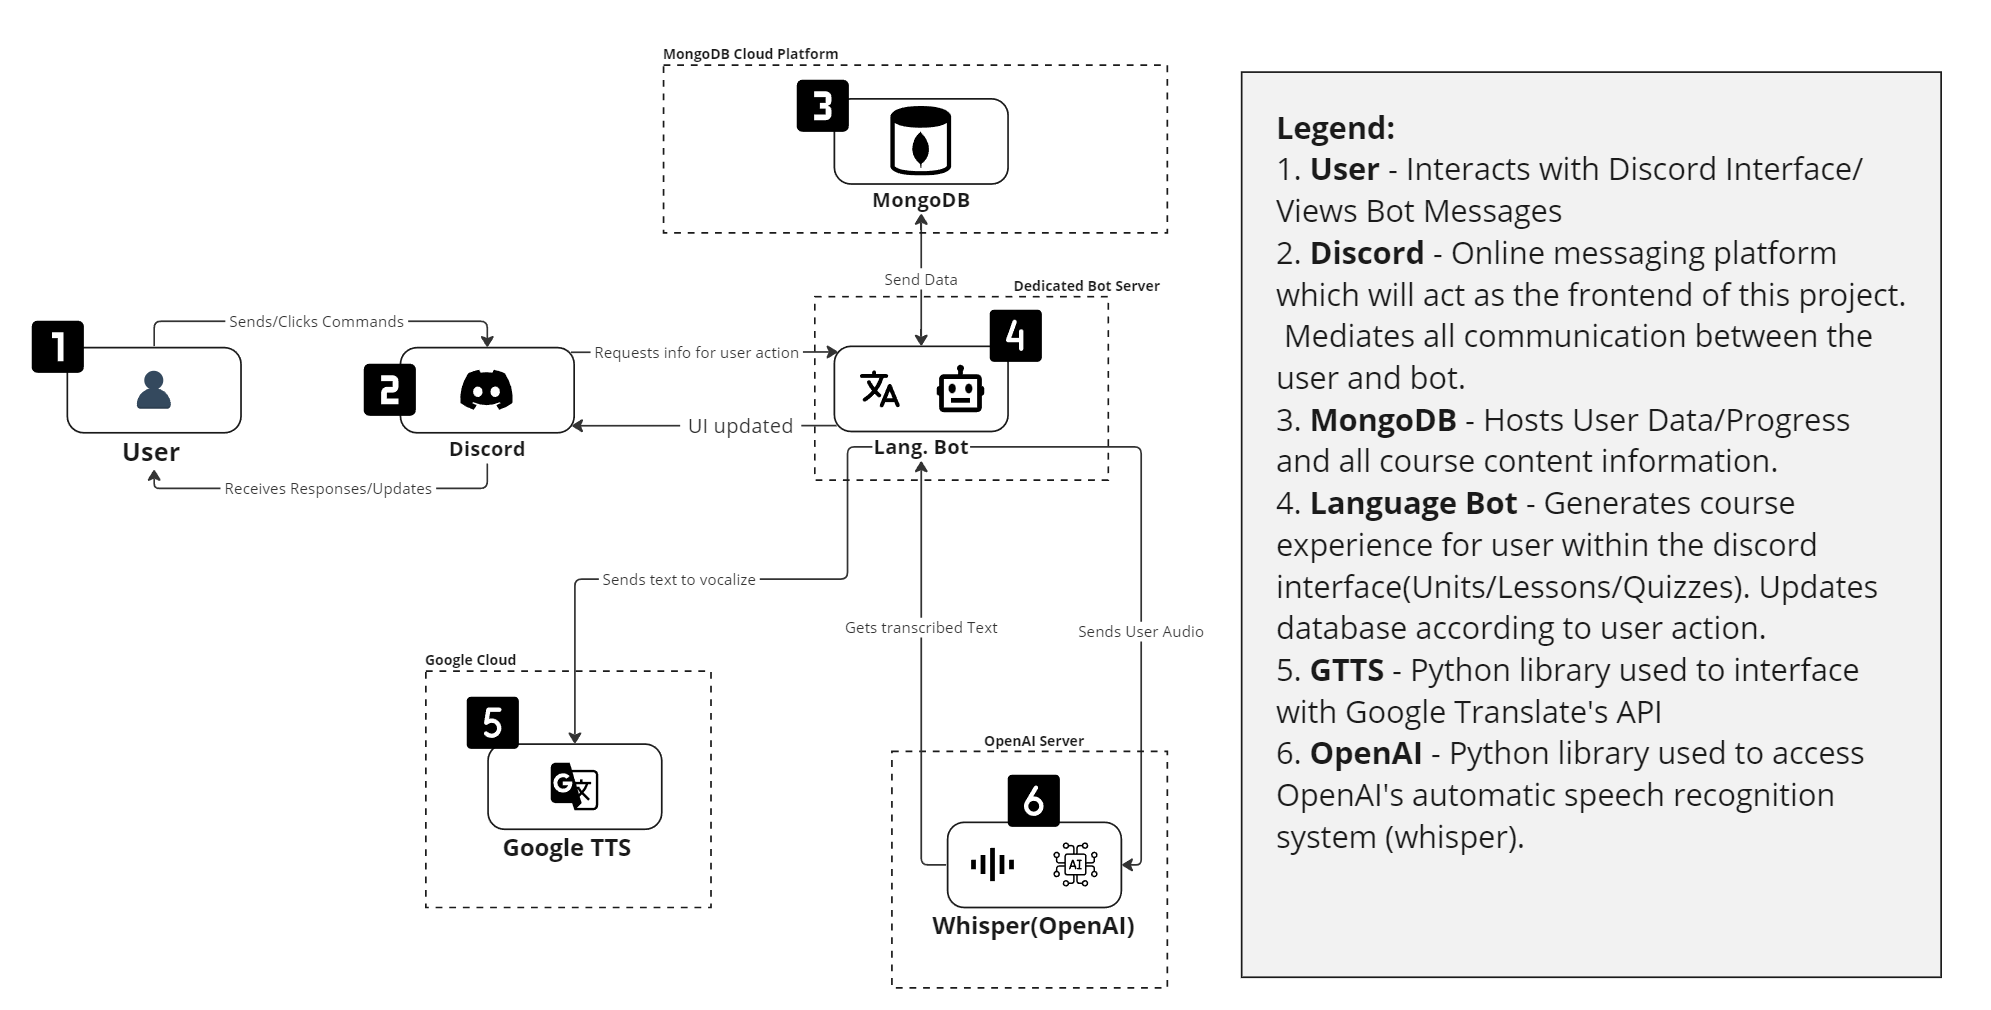 MongoDB Cloud Platform
3
MongoDB
Send Data
Dedicated Bot Server
4
Lang. Bot
1
User
Sends/Clicks Commands
2
Discord
Requests info for user action
UI updated
Receives Responses/Updates
Sends text to vocalize
Gets transcribed Text
Sends User Audio
Google Cloud
5
G
Google TTS
OpenAI Server
6
AI
Whisper(OpenAI)
Legend:
1. User - Interacts with Discord Interface/
Views Bot Messages
2. Discord - Online messaging platform
which will act as the frontend of this project.
Mediates all communication between the
user and bot.
3. MongoDB - Hosts User Data/Progress
and all course content information.
4. Language Bot - Generates course
experience for user within the discord
interface(Units/Lessons/Quizzes). Updates
database according to user action.
5. GTTS - Python library used to interface
with Google Translate's API
6. OpenAI - Python library used to access
OpenAI's automatic speech recognition
system (whisper).